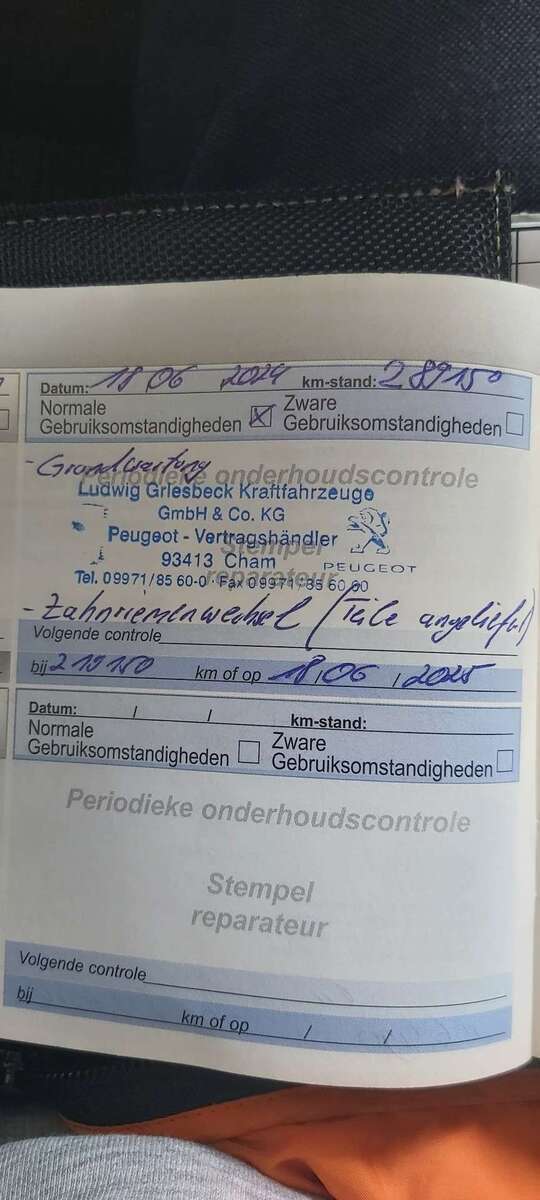 Datum: 18 06 2024 km-stand: 289150
Normale Gebruiksomstandigheden ☒ Zware Gebruiksomstandigheden ☐
- Grundwartung
Periodieke onderhoudscontrole
Ludwig Griesbeck Kraftfahrzeuge
GmbH & Co. KG
Peugeot - Vertragshändler
93413 Cham
PEUGEOT
Stempel
reparateur
Tel. 09971/85 60-0 · Fax 09971/85 60 60
- Zahnriemenwechsel (Teile angeliefert)
Volgende controle
bij 219150 km of op 18/06/2025
Datum: / / km-stand:
Normale Gebruiksomstandigheden ☐ Zware Gebruiksomstandigheden ☐
Periodieke onderhoudscontrole
Stempel
reparateur
Volgende controle
bij km of op / /